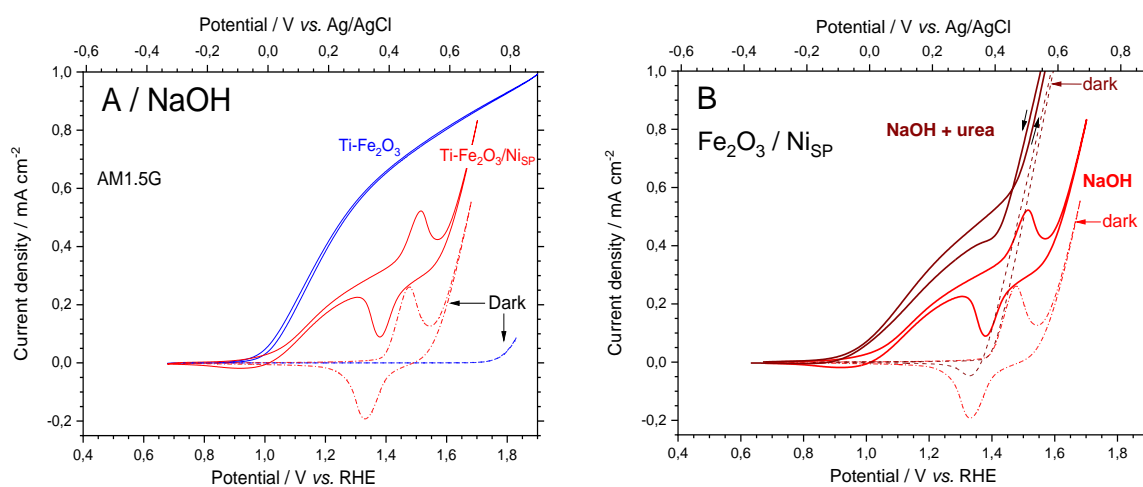 Potential / V vs. Ag/AgCl
-0,6 -0,4 -0,2 0,0 0,2 0,4 0,6 0,8
1,0
0,8
0,6
0,4
0,2
0,0
-0,2
Current density / mA cm-2
A / NaOH
AM1.5G
Ti-Fe2O3
Ti-Fe2O3/NiSP
Dark
0,4 0,6 0,8 1,0 1,2 1,4 1,6 1,8
Potential / V vs. RHE
Potential / V vs. Ag/AgCl
-0,6 -0,4 -0,2 0,0 0,2 0,4 0,6 0,8
1,0
0,8
0,6
0,4
0,2
0,0
-0,2
Current density / mA cm-2
B
Fe2O3 / NiSP
NaOH + urea
dark
NaOH
dark
0,4 0,6 0,8 1,0 1,2 1,4 1,6 1,8
Potential / V vs. RHE